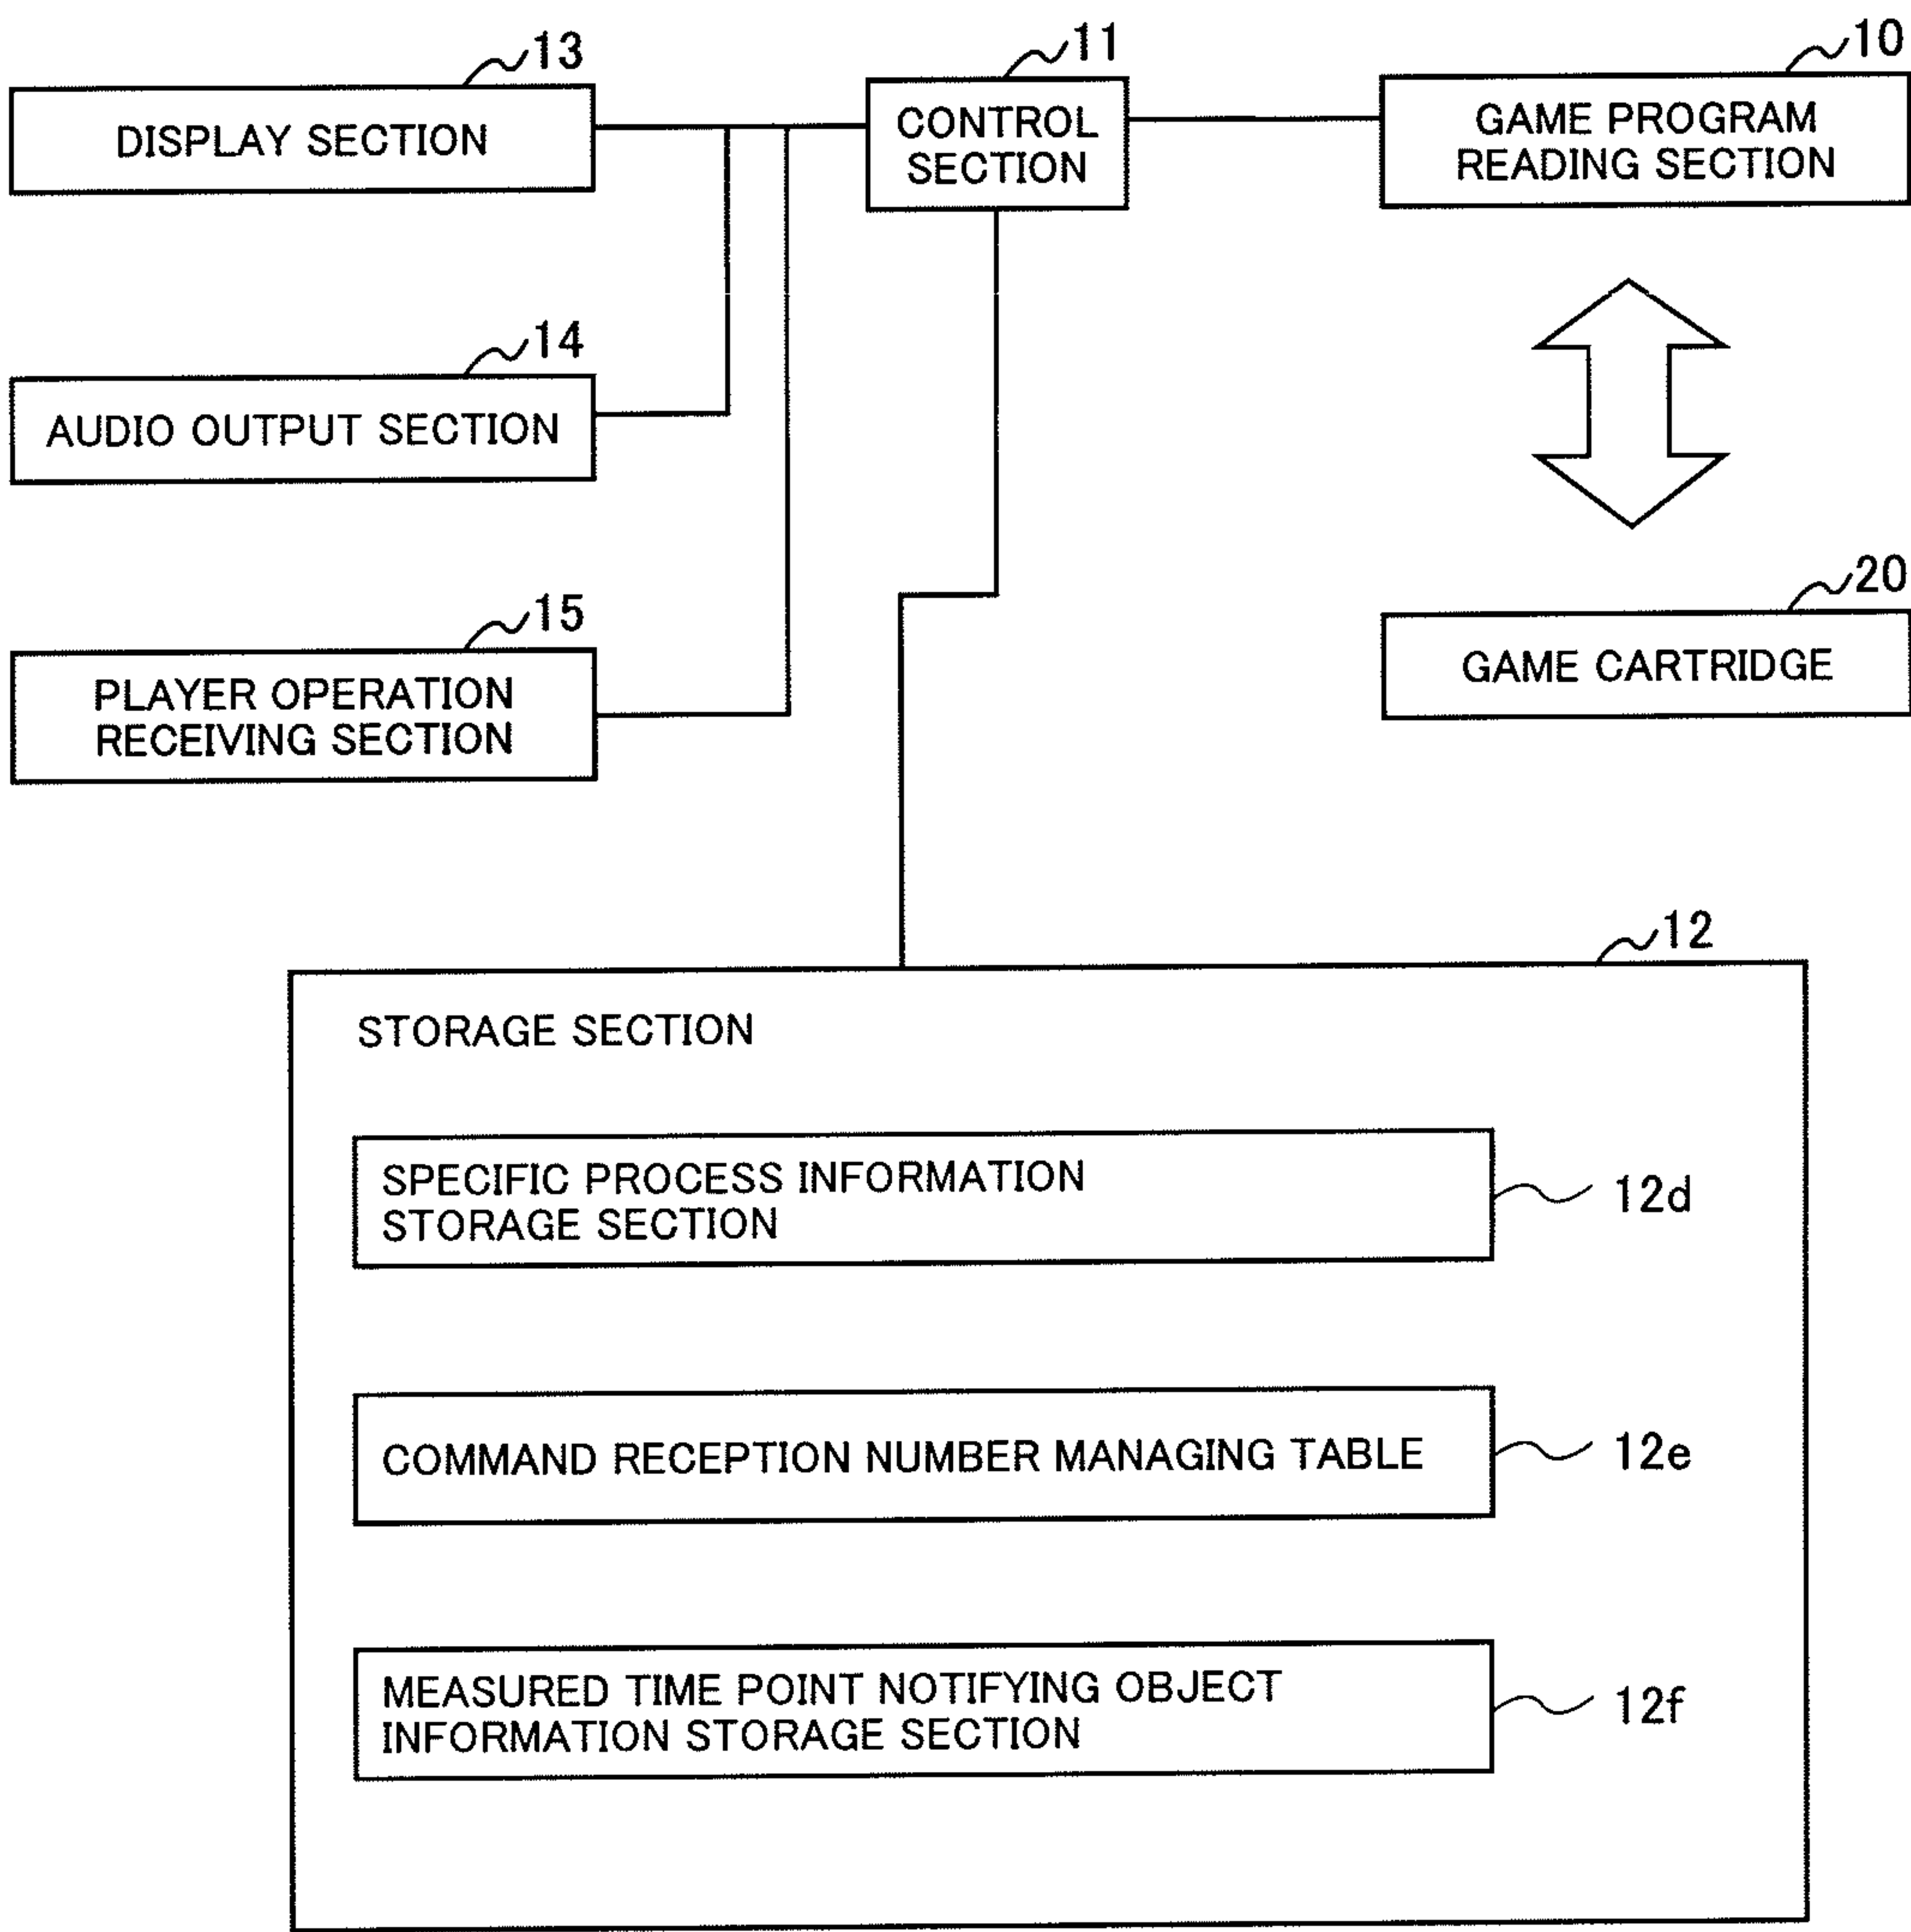 13
DISPLAY SECTION
11
CONTROL
SECTION
10
GAME PROGRAM
READING SECTION
14
AUDIO OUTPUT SECTION
15
PLAYER OPERATION
RECEIVING SECTION
20
GAME CARTRIDGE
12
STORAGE SECTION
SPECIFIC PROCESS INFORMATION
STORAGE SECTION
12d
COMMAND RECEPTION NUMBER MANAGING TABLE
12e
MEASURED TIME POINT NOTIFYING OBJECT
INFORMATION STORAGE SECTION
12f